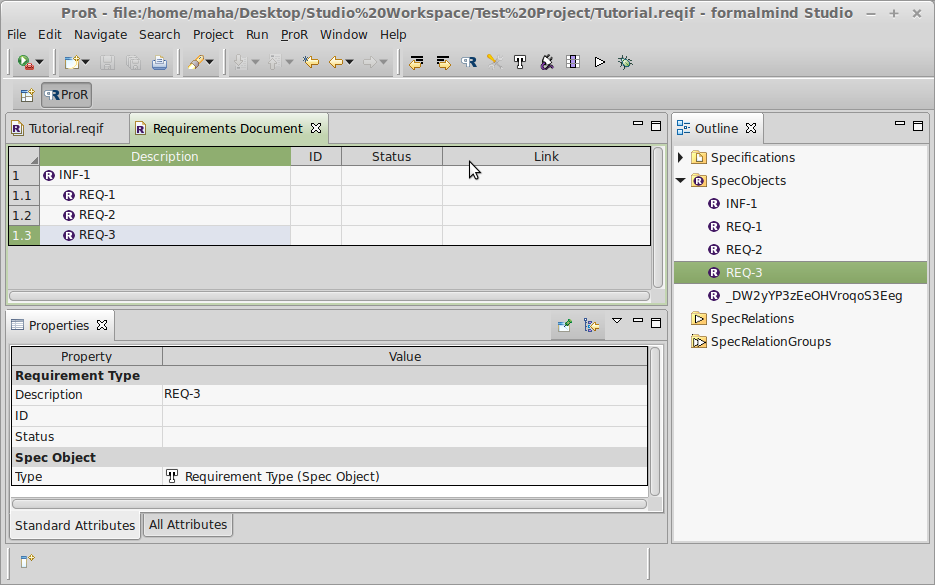 ProR - file:/home/maha/Desktop/Studio%20Workspace/Test%20Project/Tutorial.reqif - formalmind Studio
File Edit Navigate Search Project Run ProR Window Help
ProR
Tutorial.reqif Requirements Document
Description ID Status Link
1 INF-1
1.1 REQ-1
1.2 REQ-2
1.3 REQ-3
Properties
Property Value
Requirement Type
Description REQ-3
ID
Status
Spec Object
Type Requirement Type (Spec Object)
Standard Attributes All Attributes
Outline
Specifications
SpecObjects
INF-1
REQ-1
REQ-2
REQ-3
_DW2yYP3zEeOHVroqoS3Eeg
SpecRelations
SpecRelationGroups